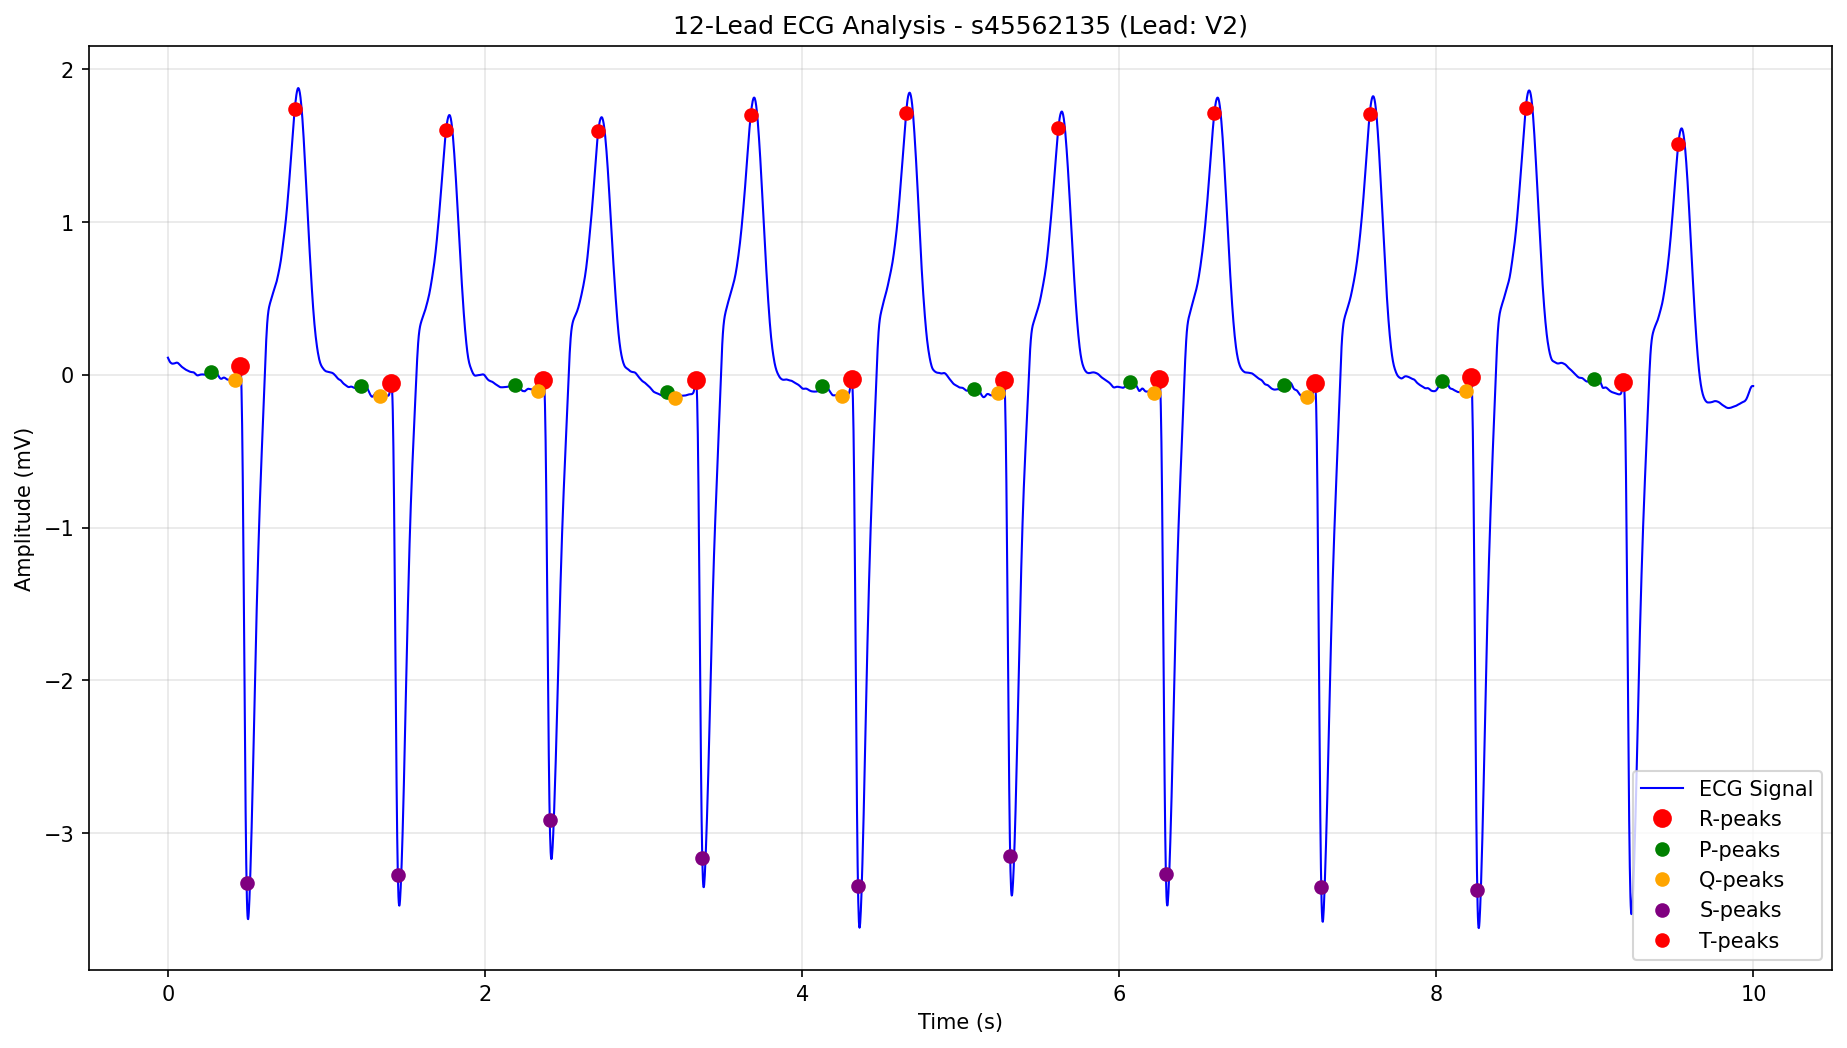 12-Lead ECG Analysis - s45562135 (Lead: V2)
2
1
0
−1
−2
−3
Amplitude (mV)
0 2 4 6 8 10
Time (s)
ECG Signal
R-peaks
P-peaks
Q-peaks
S-peaks
T-peaks